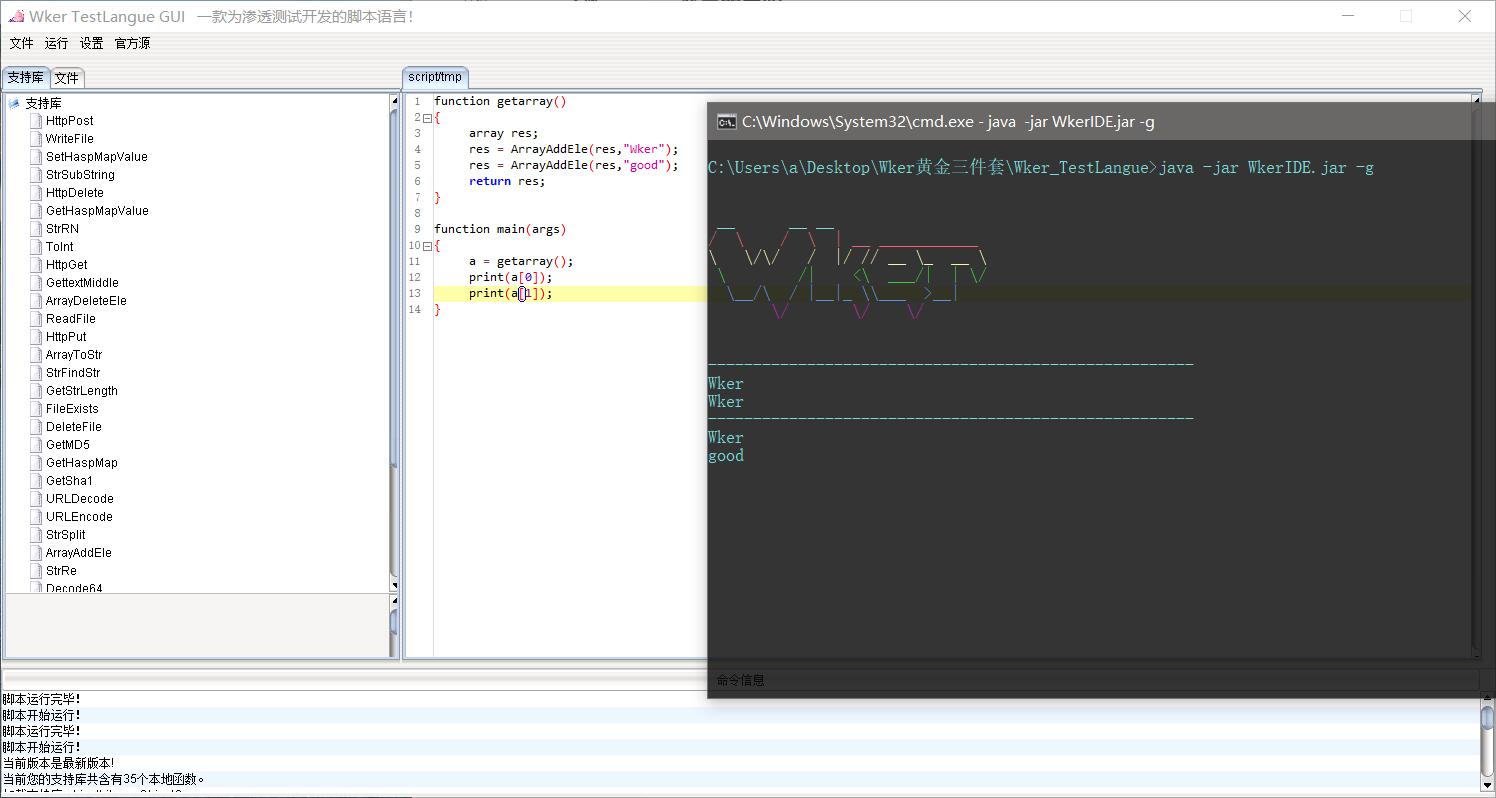 Wker TestLangue GUI 一款为渗透测试开发的脚本语言!
文件 运行 设置 官方源
支持库 文件
支持库
HttpPost
WriteFile
SetHaspMapValue
StrSubString
HttpDelete
GetHaspMapValue
StrRN
ToInt
HttpGet
GettextMiddle
ArrayDeleteEle
ReadFile
HttpPut
ArrayToStr
StrFindStr
GetStrLength
FileExists
DeleteFile
GetMD5
GetHaspMap
GetSha1
URLDecode
URLEncode
StrSplit
ArrayAddEle
StrRe
Decode64
script/tmp
1 function getarray()
2 {
3 array res;
4 res = ArrayAddEle(res,"Wker");
5 res = ArrayAddEle(res,"good");
6 return res;
7 }
8
9 function main(args)
10 {
11 a = getarray();
12 print(a[0]);
13 print(a[1]);
14 }
C:\Windows\System32\cmd.exe - java -jar WkerIDE.jar -g
C:\Users\a\Desktop\Wker黄金三件套\Wker_TestLangue>java -jar WkerIDE.jar -g
Wker
Wker
Wker
good
命令信息
脚本运行完毕!
脚本开始运行!
脚本运行完毕!
脚本开始运行!
当前版本是最新版本!
当前您的支持库共含有35个本地函数。